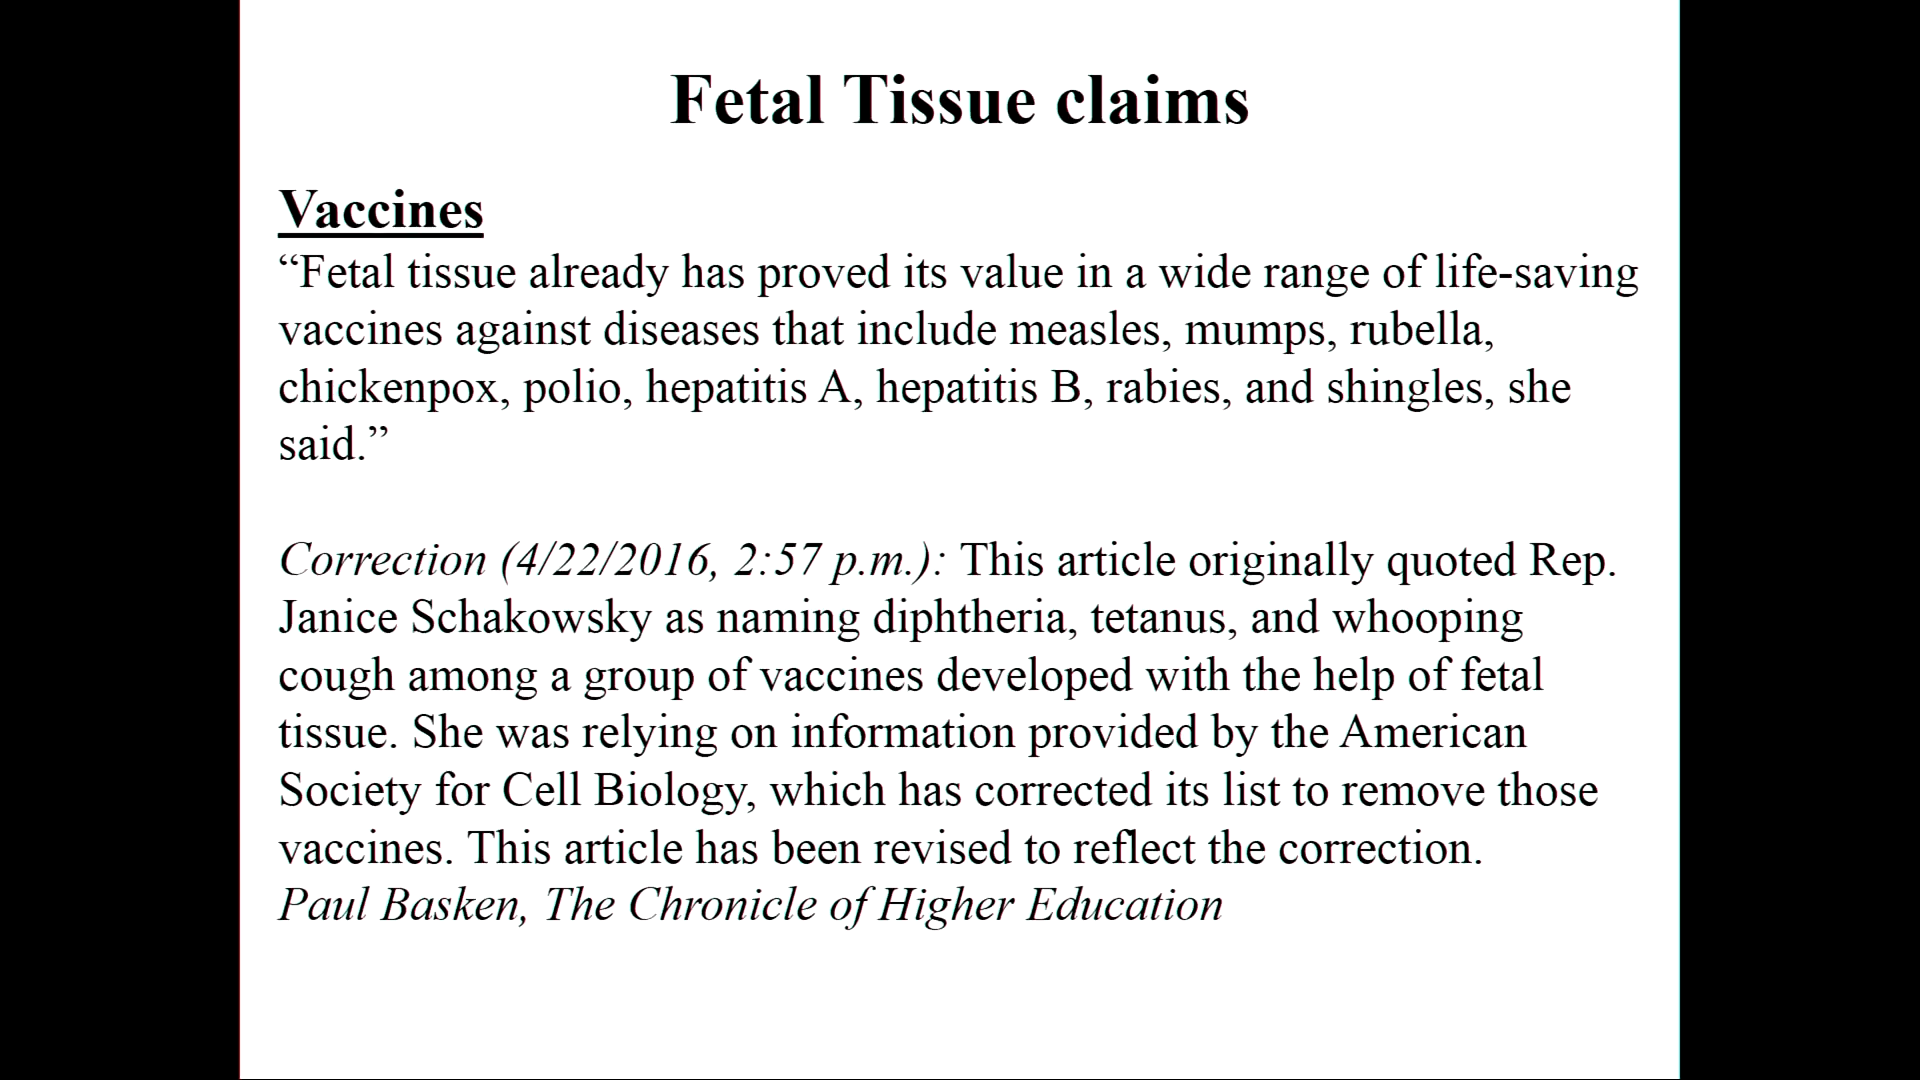 Fetal Tissue claims
Vaccines
“Fetal tissue already has proved its value in a wide range of life-saving
vaccines against diseases that include measles, mumps, rubella,
chickenpox, polio, hepatitis A, hepatitis B, rabies, and shingles, she
said.”
Correction (4/22/2016, 2:57 p.m.): This article originally quoted Rep.
Janice Schakowsky as naming diphtheria, tetanus, and whooping
cough among a group of vaccines developed with the help of fetal
tissue. She was relying on information provided by the American
Society for Cell Biology, which has corrected its list to remove those
vaccines. This article has been revised to reflect the correction.
Paul Basken, The Chronicle of Higher Education